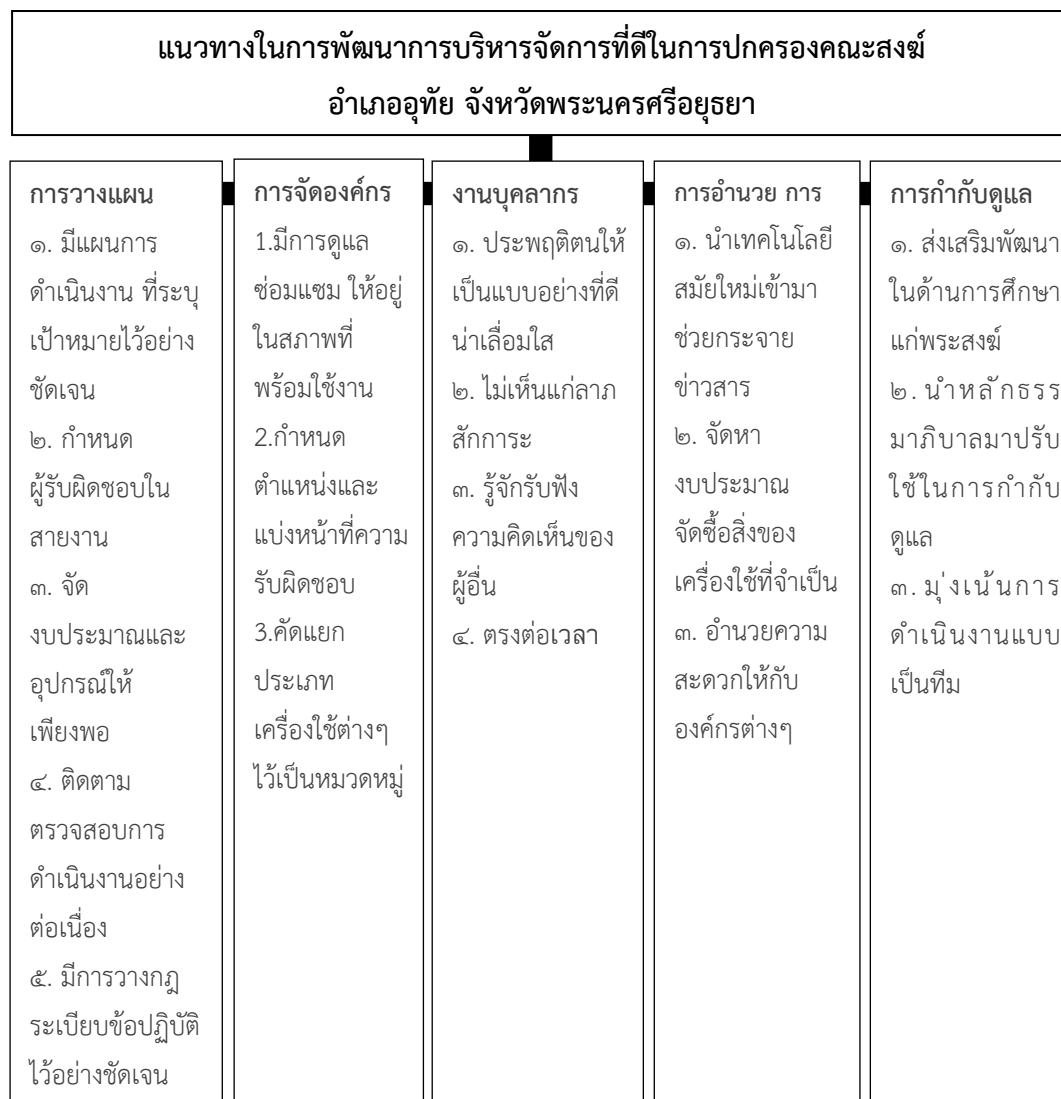 แนวทางในการพัฒนาการบริหารจัดการที่ดีในการปกครองคณะสงฆ์
อำเภออุทัย จังหวัดพระนครศรีอยุธยา
การวางแผน
๑. มีแผนการ
ดำเนินงาน ที่ระบุ
เป้าหมายไว้อย่าง
ชัดเจน
๒. กำหนด
ผู้รับผิดชอบใน
สายงาน
๓. จัด
งบประมาณและ
อุปกรณ์ให้
เพียงพอ
๔. ติดตาม
ตรวจสอบการ
ดำเนินงานอย่าง
ต่อเนื่อง
๕. มีการวางกฎ
ระเบียบข้อปฏิบัติ
ไว้อย่างชัดเจน
การจัดองค์กร
1.มีการดูแล
ซ่อมแซม ให้อยู่
ในสภาพที่
พร้อมใช้งาน
2.กำหนด
ตำแหน่งและ
แบ่งหน้าที่ความ
รับผิดชอบ
3.คัดแยก
ประเภท
เครื่องใช้ต่างๆ
ไว้เป็นหมวดหมู่
งานบุคลากร
๑. ประพฤติตนให้
เป็นแบบอย่างที่ดี
น่าเลื่อมใส
๒. ไม่เห็นแก่ลาภ
สักการะ
๓. รู้จักรับฟัง
ความคิดเห็นของ
ผู้อื่น
๔. ตรงต่อเวลา
การอำนวย การ
๑. นำเทคโนโลยี
สมัยใหม่เข้ามา
ช่วยกระจาย
ข่าวสาร
๒. จัดหา
งบประมาณ
จัดซื้อสิ่งของ
เครื่องใช้ที่จำเป็น
๓. อำนวยความ
สะดวกให้กับ
องค์กรต่างๆ
การกำกับดูแล
๑. ส่งเสริมพัฒนา
ในด้านการศึกษา
แก่พระสงฆ์
๒. นำหลักธรร
มาภิบาลมาปรับ
ใช้ในการกำกับ
ดูแล
๓. มุ่งเน้นการ
ดำเนินงานแบบ
เป็นทีม